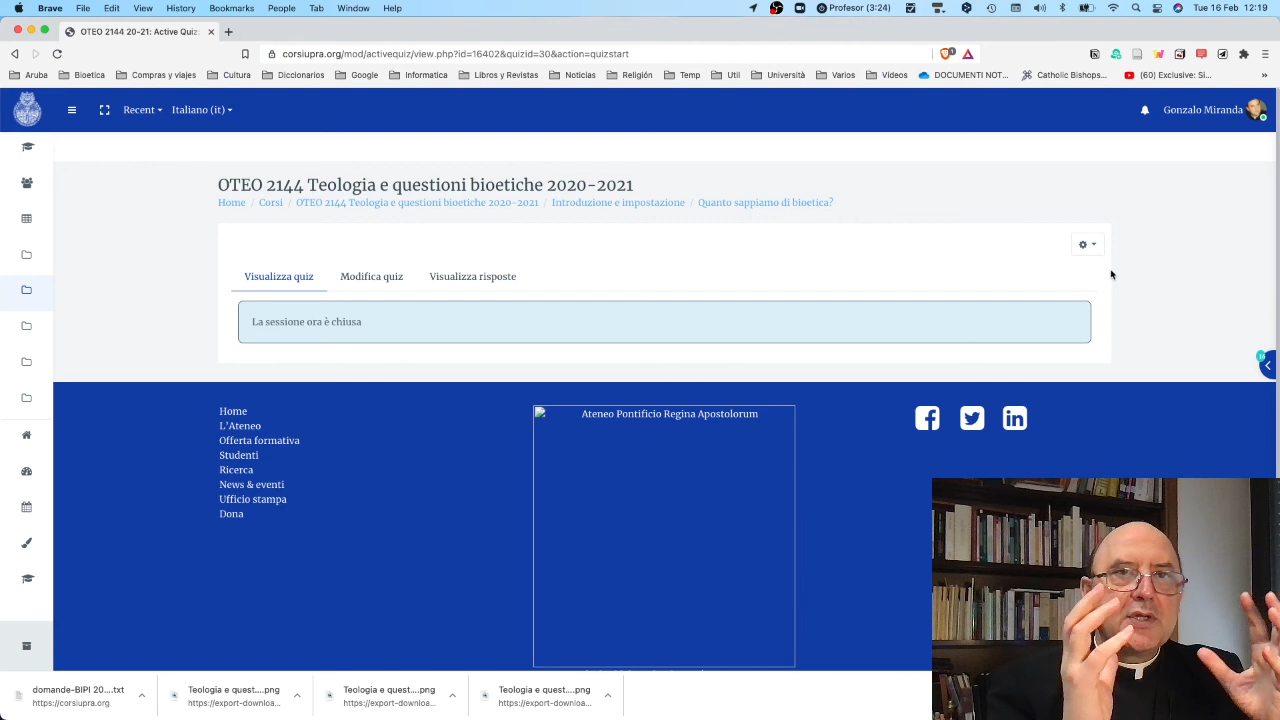 Brave File Edit View History Bookmarks People Tab Window Help
Profesor (3:24)
Tue 16 Feb 12:19
OTEO 2144 20-21: Active Quiz:
corsiupra.org/mod/activequiz/view.php?id=16402&quizid=30&action=quizstart
1
Aruba Bioetica Compras y viajes Cultura Diccionarios Google Informatica Libros y Revistas Noticias Religión Temp Util Università Varios Vídeos DOCUMENTI NOT... Catholic Bishops... (60) Exclusive: SI...
Recent Italiano (it)
Gonzalo Miranda
OTEO 2144 Teologia e questioni bioetiche 2020-2021
Home / Corsi / OTEO 2144 Teologia e questioni bioetiche 2020-2021 / Introduzione e impostazione / Quanto sappiamo di bioetica?
Visualizza quiz Modifica quiz Visualizza risposte
La sessione ora è chiusa
Home
L'Ateneo
Offerta formativa
Studenti
Ricerca
News & eventi
Ufficio stampa
Dona
Ateneo Pontificio Regina Apostolorum
domande-BIPI 20....txt
https://corsiupra.org
Teologia e quest....png
https://export-downloa...
Teologia e quest....png
https://export-downloa...
Teologia e quest....png
https://export-downloa...